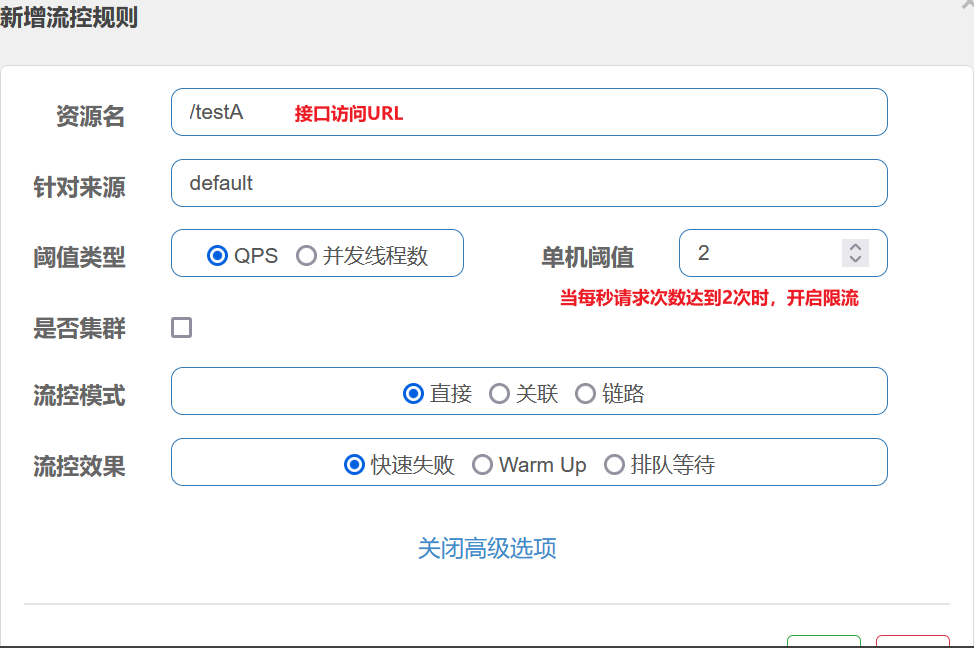 新增流控规则
资源名 /testA 接口访问URL
针对来源 default
阈值类型 QPS 并发线程数 单机阈值 2
当每秒请求次数达到2次时，开启限流
是否集群
流控模式 直接 关联 链路
流控效果 快速失败 Warm Up 排队等待
关闭高级选项